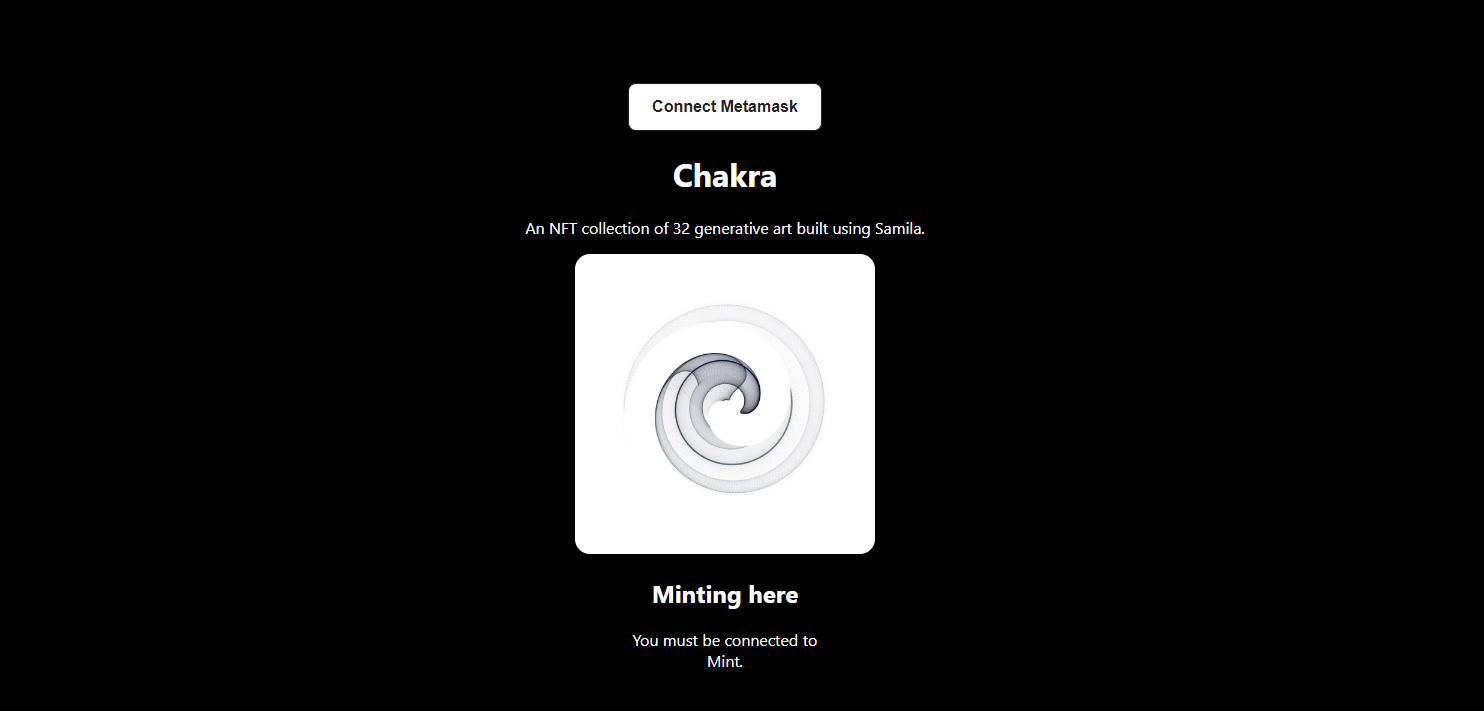 Connect Metamask
Chakra
An NFT collection of 32 generative art built using Samila.
Minting here
You must be connected to
Mint.